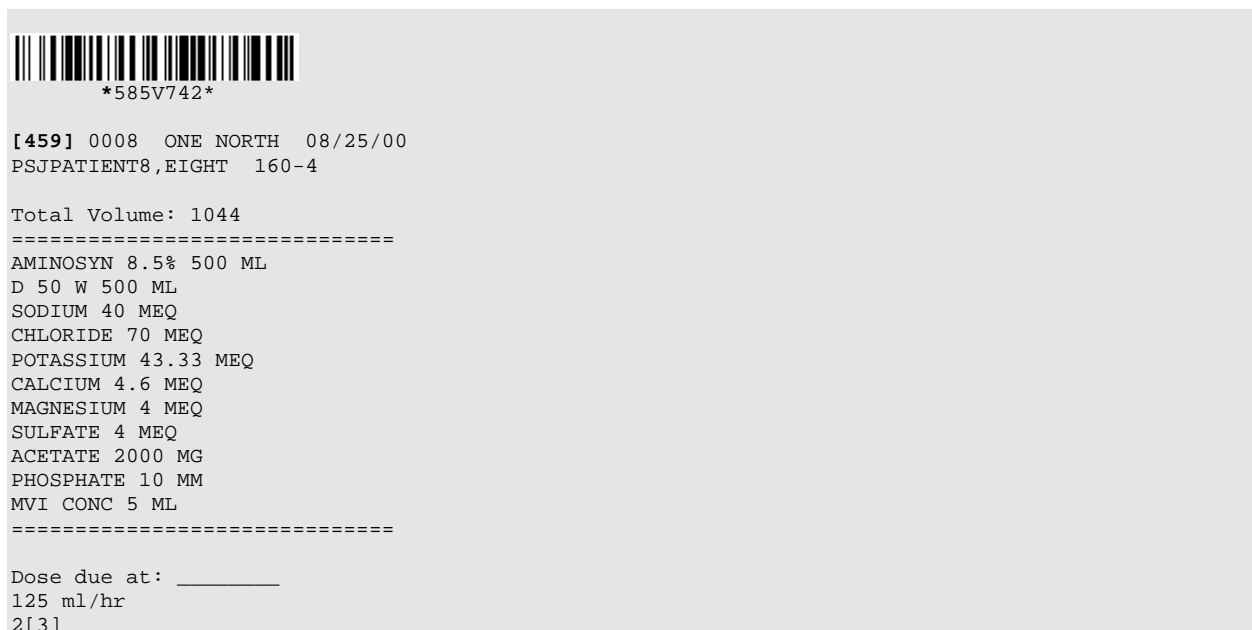 *585V742*
[459] 0008 ONE NORTH 08/25/00
PSJPATIENT8,EIGHT 160-4
Total Volume: 1044
==============================
AMINOSYN 8.5% 500 ML
D 50 W 500 ML
SODIUM 40 MEQ
CHLORIDE 70 MEQ
POTASSIUM 43.33 MEQ
CALCIUM 4.6 MEQ
MAGNESIUM 4 MEQ
SULFATE 4 MEQ
ACETATE 2000 MG
PHOSPHATE 10 MM
MVI CONC 5 ML
==============================
Dose due at: ________
125 ml/hr
2[3]